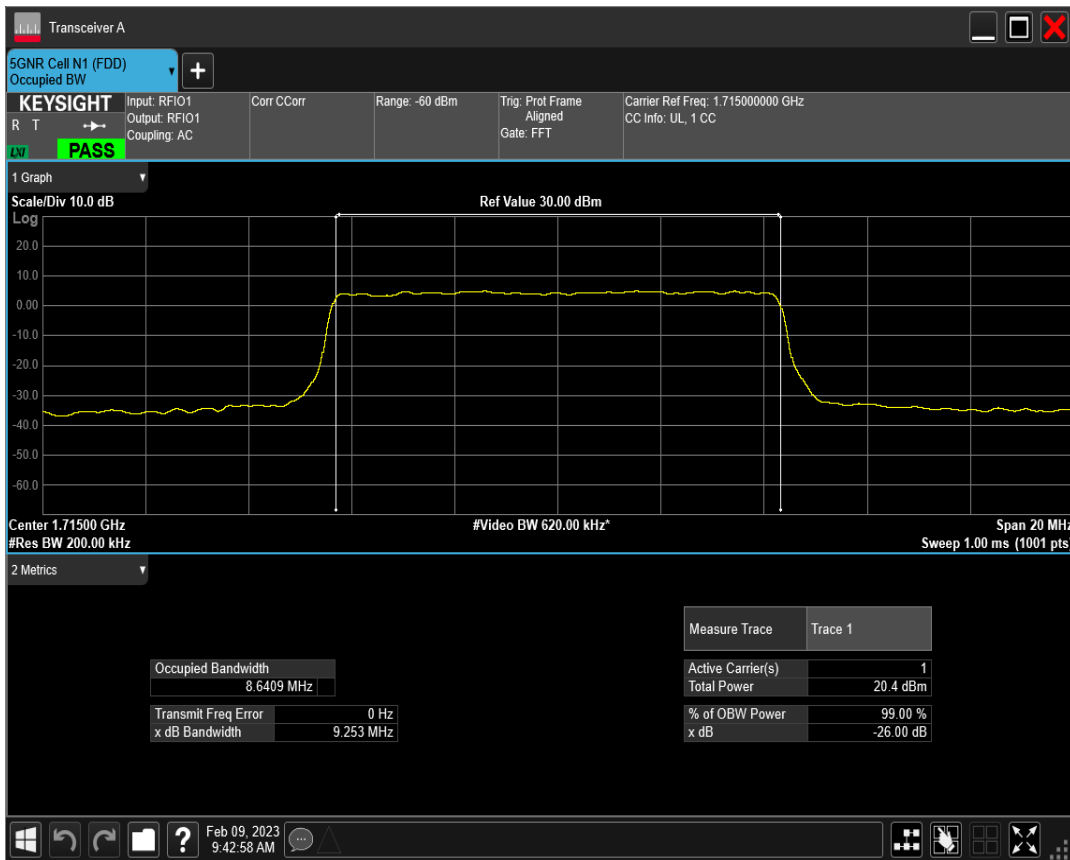 Transceiver A
5GNR Cell N1 (FDD)
Occupied BW
+
KEYSIGHT
R T
LXI
PASS
Input: RFIO1
Output: RFIO1
Coupling: AC
Corr CCorr
Range: -60 dBm
Trig: Prot Frame
Aligned
Gate: FFT
Carrier Ref Freq: 1.715000000 GHz
CC Info: UL, 1 CC
1 Graph
Scale/Div 10.0 dB
Ref Value 30.00 dBm
Log
20.0
10.0
0.00
-10.0
-20.0
-30.0
-40.0
-50.0
-60.0
Center 1.71500 GHz
#Video BW 620.00 kHz*
Span 20 MHz
#Res BW 200.00 kHz
Sweep 1.00 ms (1001 pts)
2 Metrics
Measure Trace Trace 1
Occupied Bandwidth
8.6409 MHz
Active Carrier(s) 1
Total Power 20.4 dBm
Transmit Freq Error 0 Hz
x dB Bandwidth 9.253 MHz
% of OBW Power 99.00 %
x dB -26.00 dB
?
Feb 09, 2023
9:42:58 AM